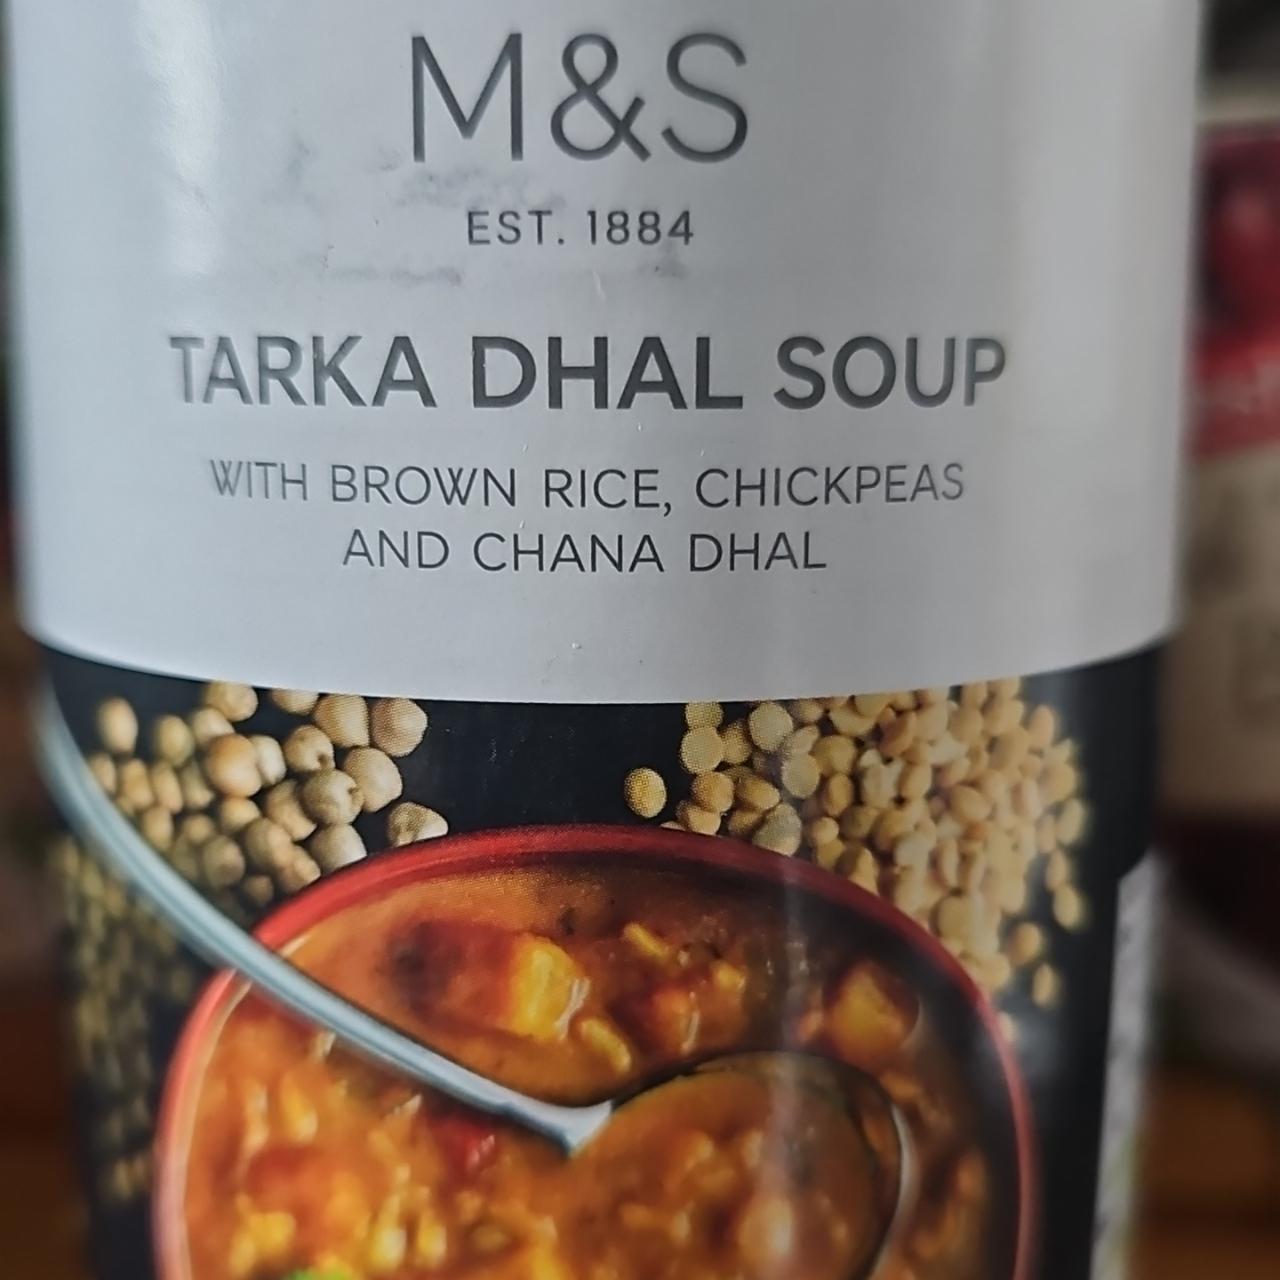 M&S
EST. 1884
TARKA DHAL SOUP
WITH BROWN RICE, CHICKPEAS
AND CHANA DHAL